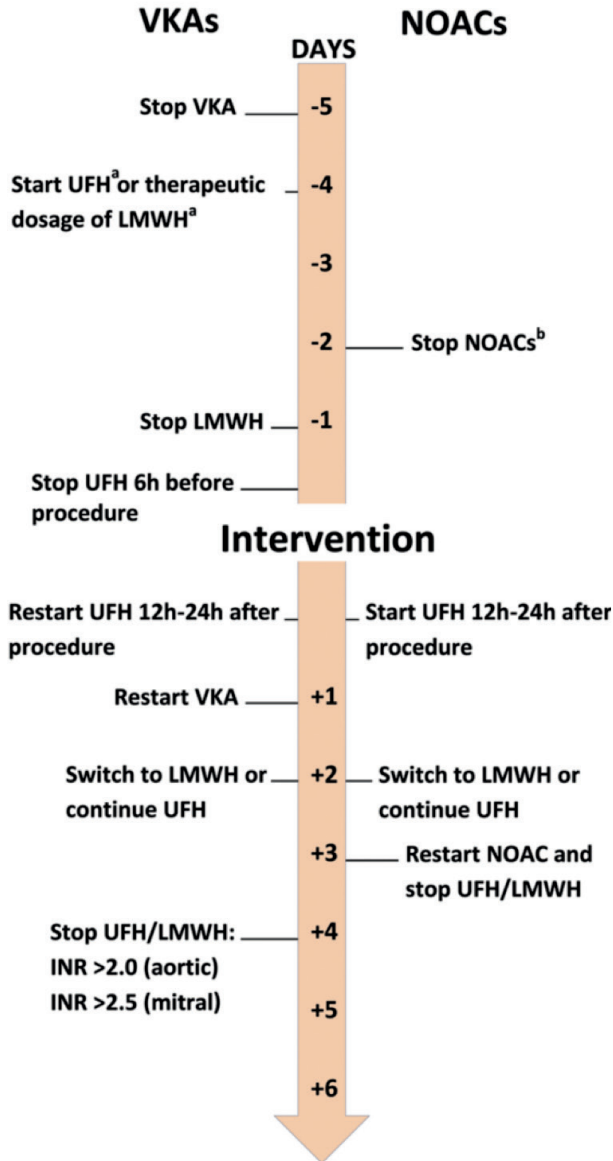 VKAs
NOACs
DAYS
Stop VKA
-5
Start UFHᵃ or therapeutic
dosage of LMWHᵃ
-4
-3
-2
Stop NOACsᵇ
Stop LMWH
-1
Stop UFH 6h before
procedure
Intervention
Restart UFH 12h-24h after
procedure
Start UFH 12h-24h after
procedure
Restart VKA
+1
Switch to LMWH or
continue UFH
+2
Switch to LMWH or
continue UFH
+3
Restart NOAC and
stop UFH/LMWH
Stop UFH/LMWH:
INR >2.0 (aortic)
INR >2.5 (mitral)
+4
+5
+6